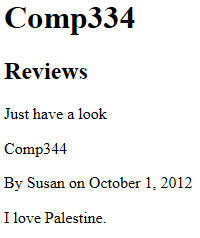 Comp334
Reviews
Just have a look
Comp344
By Susan on October 1, 2012
I love Palestine.